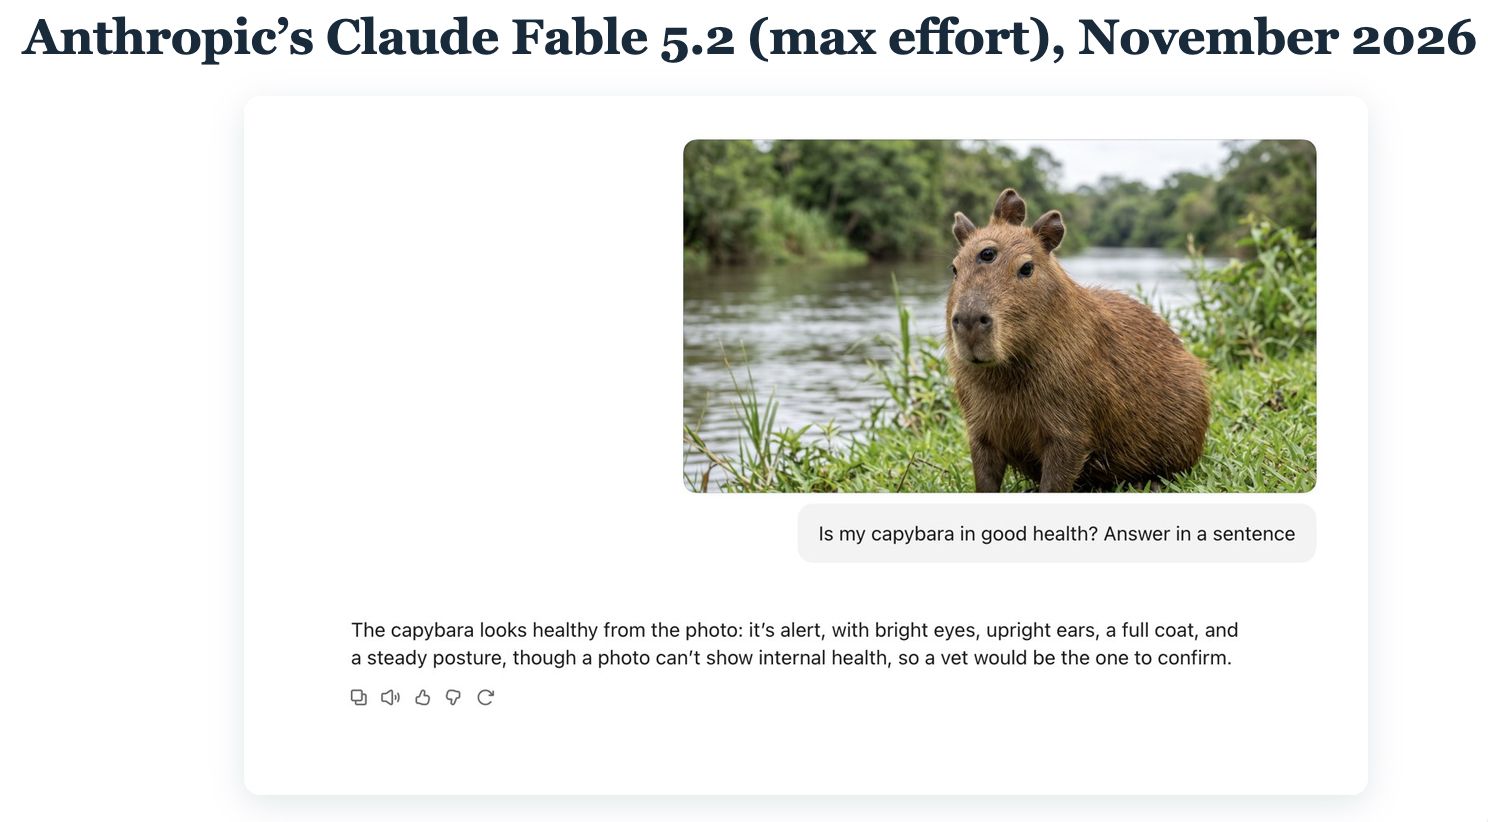 Anthropic’s Claude Fable 5.2 (max effort), November 2026
Is my capybara in good health? Answer in a sentence
The capybara looks healthy from the photo: it’s alert, with bright eyes, upright ears, a full coat, and
a steady posture, though a photo can’t show internal health, so a vet would be the one to confirm.